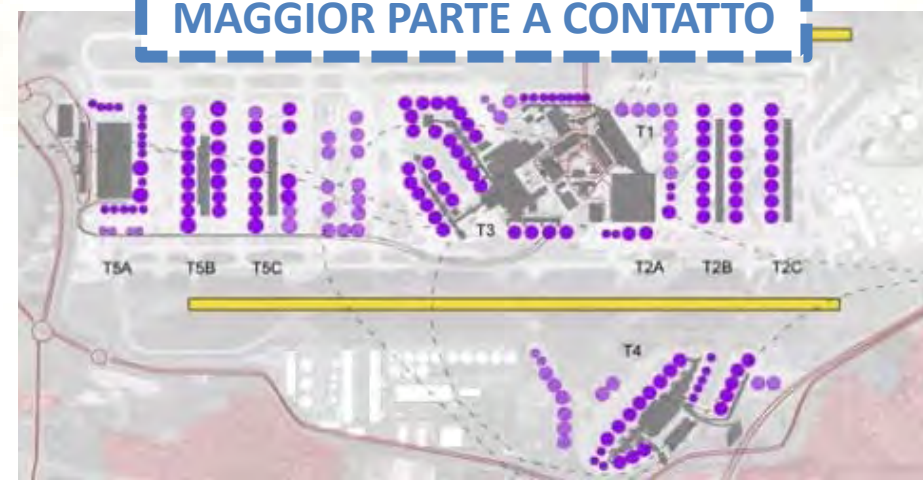 MAGGIOR PARTE A CONTATTO
T1
T3
T5A T5B T5C T2A T2B T2C
T4